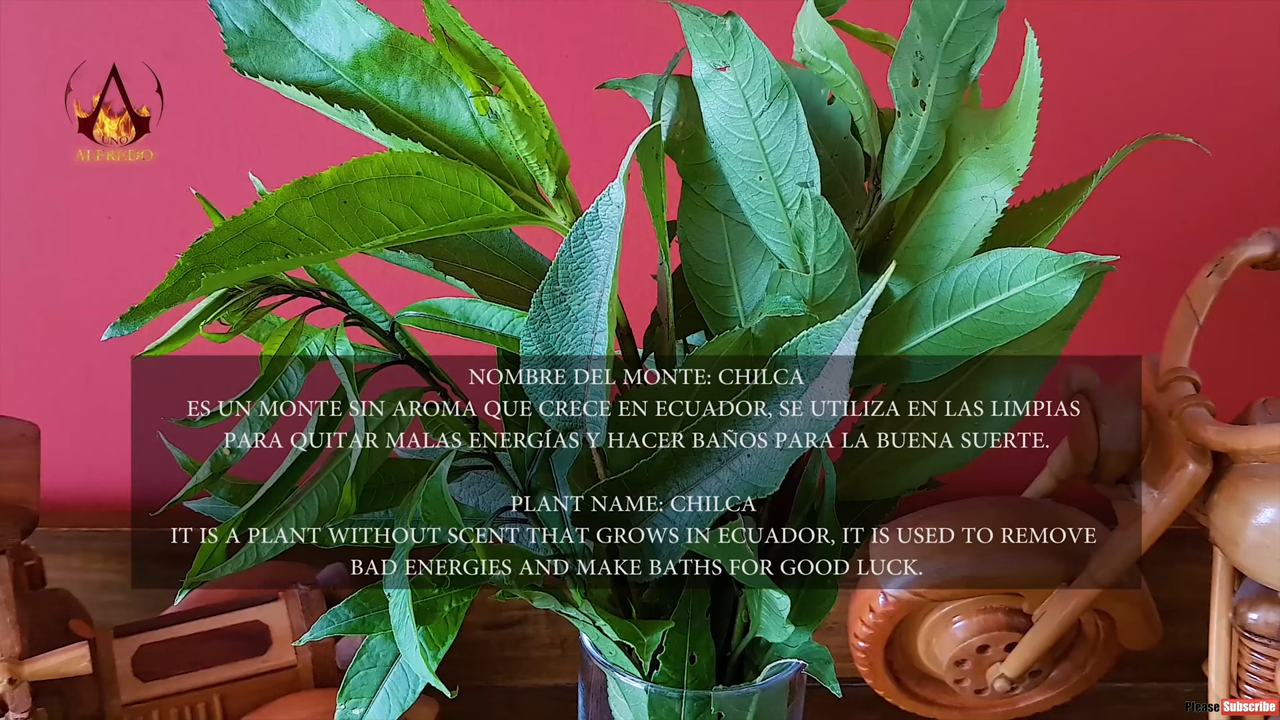 UNO
ALFREDO
NOMBRE DEL MONTE: CHILCA
ES UN MONTE SIN AROMA QUE CRECE EN ECUADOR, SE UTILIZA EN LAS LIMPIAS
PARA QUITAR MALAS ENERGÍAS Y HACER BAÑOS PARA LA BUENA SUERTE.
PLANT NAME: CHILCA
IT IS A PLANT WITHOUT SCENT THAT GROWS IN ECUADOR, IT IS USED TO REMOVE
BAD ENERGIES AND MAKE BATHS FOR GOOD LUCK.
Please Subscribe